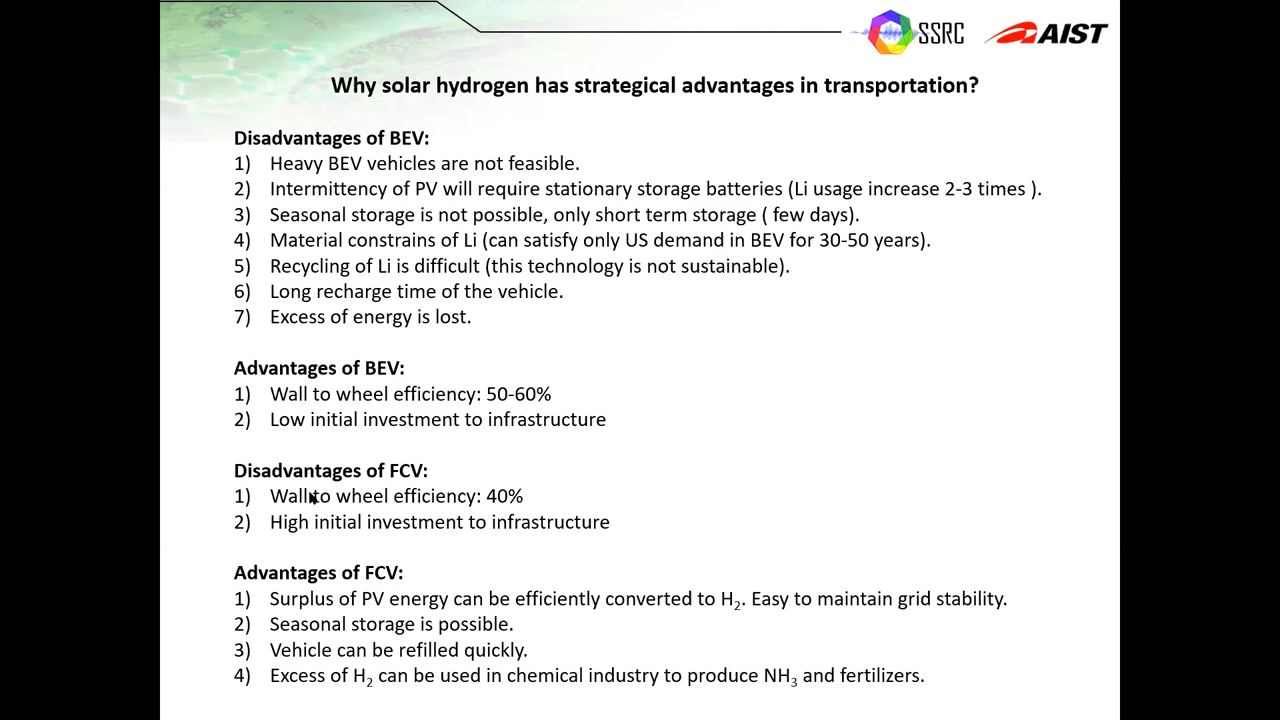 SSRC
AIST
Why solar hydrogen has strategical advantages in transportation?
Disadvantages of BEV:
1) Heavy BEV vehicles are not feasible.
2) Intermittency of PV will require stationary storage batteries (Li usage increase 2-3 times ).
3) Seasonal storage is not possible, only short term storage ( few days).
4) Material constrains of Li (can satisfy only US demand in BEV for 30-50 years).
5) Recycling of Li is difficult (this technology is not sustainable).
6) Long recharge time of the vehicle.
7) Excess of energy is lost.
Advantages of BEV:
1) Wall to wheel efficiency: 50-60%
2) Low initial investment to infrastructure
Disadvantages of FCV:
1) Wall to wheel efficiency: 40%
2) High initial investment to infrastructure
Advantages of FCV:
1) Surplus of PV energy can be efficiently converted to H₂. Easy to maintain grid stability.
2) Seasonal storage is possible.
3) Vehicle can be refilled quickly.
4) Excess of H₂ can be used in chemical industry to produce NH₃ and fertilizers.